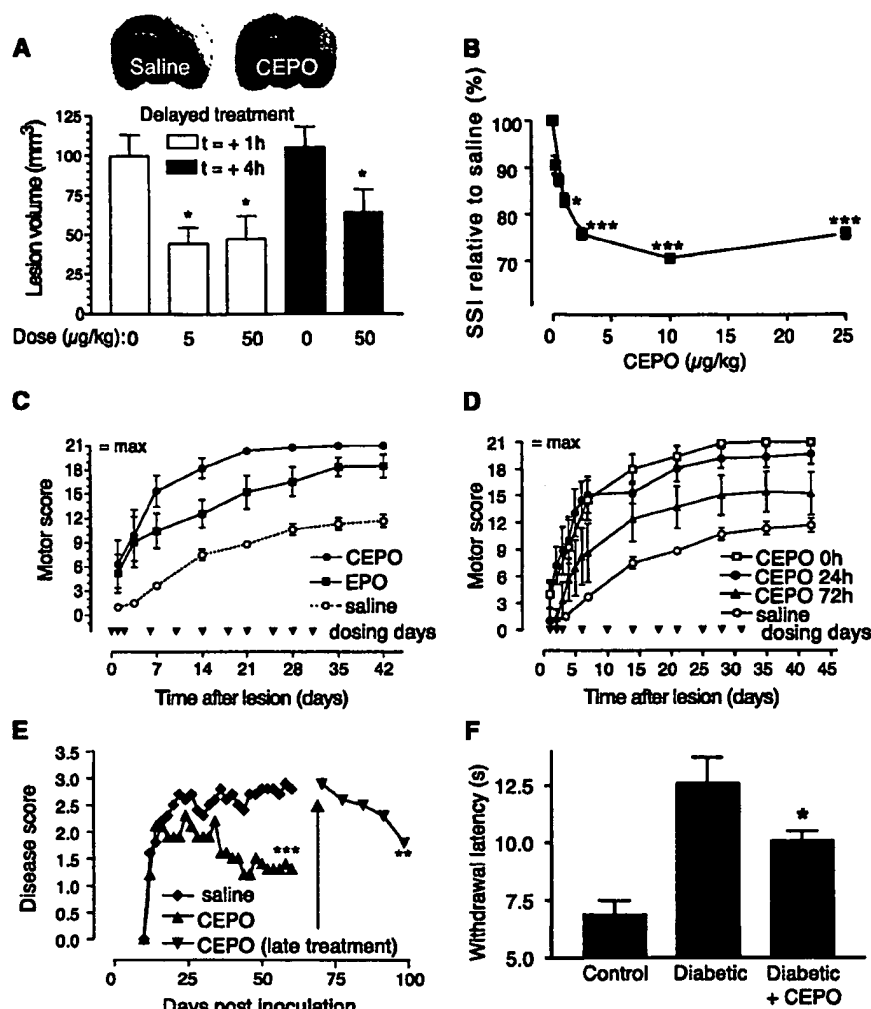 A
Saline
CEPO
Delayed treatment
t = + 1h
t = + 4h
Lesion volume (mm³)
125
100
75
50
25
0
*
*
*
Dose (µg/kg):0 5 50 0 50
B
SSI relative to saline (%)
100
90
80
70
*
***
***
***
0 5 10 15 20 25
CEPO (µg/kg)
C
Motor score
21
18
15
12
9
6
3
0
= max
CEPO
EPO
saline
dosing days
0 7 14 21 28 35 42
Time after lesion (days)
D
Motor score
21
18
15
12
9
6
3
0
= max
CEPO 0h
CEPO 24h
CEPO 72h
saline
dosing days
0 5 10 15 20 25 30 35 40 45
Time after lesion (days)
E
Disease score
3.5
3.0
2.5
2.0
1.5
1.0
0.5
0.0
***
**
saline
CEPO
CEPO (late treatment)
0 25 50 75 100
Days post inoculation
F
Withdrawal latency (s)
12.5
10.0
7.5
5.0
*
Control Diabetic Diabetic
+ CEPO